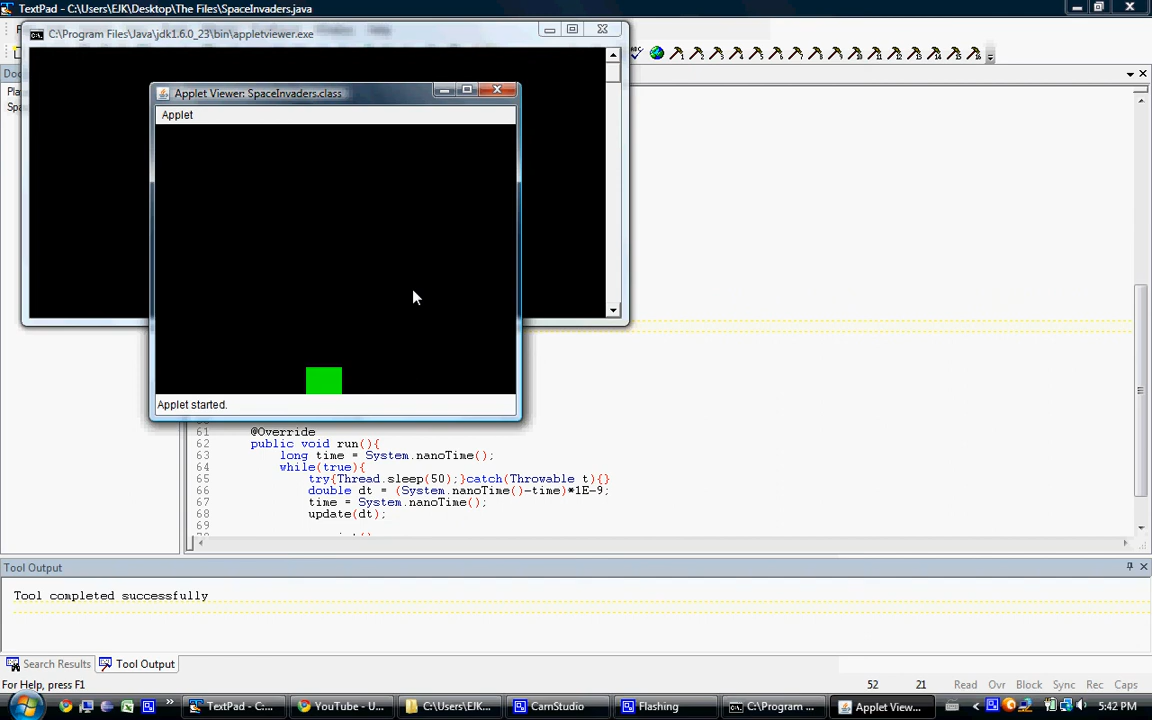 TextPad - C:\Users\EJK\Desktop\The Files\SpaceInvaders.java
C:\Program Files\Java\jdk1.6.0_23\bin\appletviewer.exe
Applet Viewer: SpaceInvaders.class
Applet
Applet started.
61 @Override
62 public void run(){
63 long time = System.nanoTime();
64 while(true){
65 try{Thread.sleep(50);}catch(Throwable t){}
66 double dt = (System.nanoTime()-time)*1E-9;
67 time = System.nanoTime();
68 update(dt);
69
Tool Output
Tool completed successfully
Search Results Tool Output
For Help, press F1 52 21 Read Ovr Block Sync Rec Caps
TextPad - C:... YouTube - U... C:\Users\EJK... CamStudio Flashing C:\Program ... Applet View... 5:42 PM